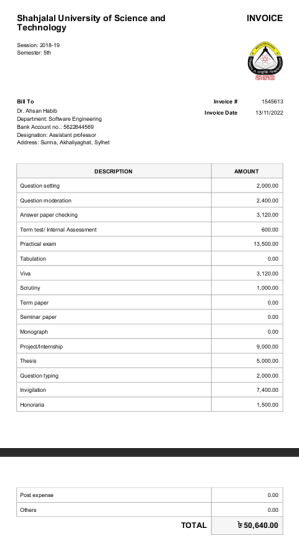 Shahjalal University of Science and
Technology
INVOICE
Session: 2018-19
Semester: 5th
Bill To
Dr. Ahsan Habib
Department: Software Engineering
Bank Account no.: 5622644569
Designation: Assistant pofessor
Address: Surma, Akhaliyaghat, Sylhet
Invoice # 1545613
Invoice Date 13/11/2022
DESCRIPTION AMOUNT
Question setting 2,000.00
Question moderation 2,400.00
Answer paper checking 3,120.00
Term test/ Internal Assessment 600.00
Practical exam 13,500.00
Tabulation 0.00
Viva 3,120.00
Scrutiny 1,000.00
Term paper 0.00
Seminar paper 0.00
Monograph 0.00
Project/Internship 9,000.00
Thesis 5,000.00
Question typing 2,000.00
Invigilation 7,400.00
Honoraria 1,500.00
Post expense 0.00
Others 0.00
TOTAL ৳ 50,640.00